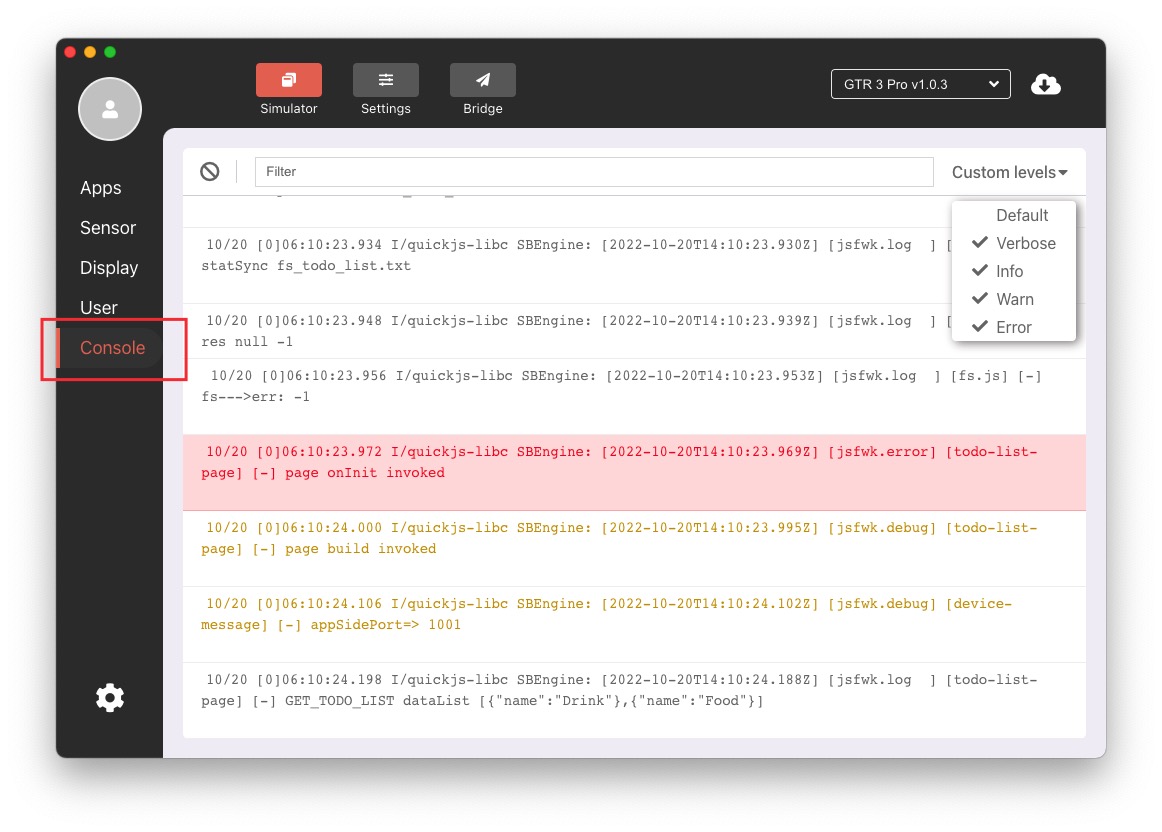 Simulator
Settings
Bridge
GTR 3 Pro v1.0.3
Apps
Sensor
Display
User
Console
Filter
Custom levels
Default
Verbose
Info
Warn
Error
10/20 [0]06:10:23.934 I/quickjs-libc SBEngine: [2022-10-20T14:10:23.930Z] [jsfwk.log  ] [
statSync fs_todo_list.txt
10/20 [0]06:10:23.948 I/quickjs-libc SBEngine: [2022-10-20T14:10:23.939Z] [jsfwk.log  ] [
res null -1
10/20 [0]06:10:23.956 I/quickjs-libc SBEngine: [2022-10-20T14:10:23.953Z] [jsfwk.log  ] [fs.js] [-]
fs--->err: -1
10/20 [0]06:10:23.972 I/quickjs-libc SBEngine: [2022-10-20T14:10:23.969Z] [jsfwk.error] [todo-list-
page] [-] page onInit invoked
10/20 [0]06:10:24.000 I/quickjs-libc SBEngine: [2022-10-20T14:10:23.995Z] [jsfwk.debug] [todo-list-
page] [-] page build invoked
10/20 [0]06:10:24.106 I/quickjs-libc SBEngine: [2022-10-20T14:10:24.102Z] [jsfwk.debug] [device-
message] [-] appSidePort=> 1001
10/20 [0]06:10:24.198 I/quickjs-libc SBEngine: [2022-10-20T14:10:24.188Z] [jsfwk.log  ] [todo-list-
page] [-] GET_TODO_LIST dataList [{"name":"Drink"},{"name":"Food"}]